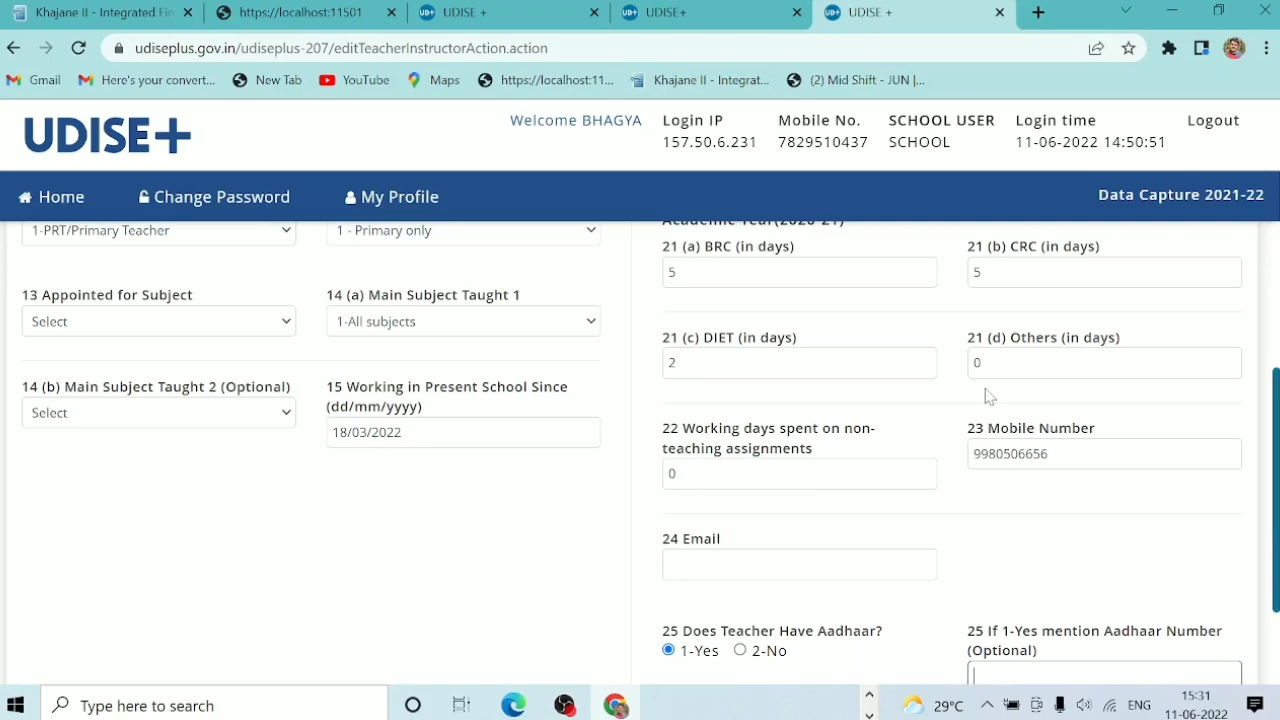 Khajane II - Integrated Fin
https://localhost:11501
UDISE +
UDISE+
UDISE +
udiseplus.gov.in/udiseplus-207/editTeacherInstructorAction.action
Gmail
Here's your convert...
New Tab
YouTube
Maps
https://localhost:11...
Khajane II - Integrat...
(2) Mid Shift - JUN |...
UDISE+
Welcome BHAGYA
Login IP
157.50.6.231
Mobile No.
7829510437
SCHOOL USER
SCHOOL
Login time
11-06-2022 14:50:51
Logout
Home
Change Password
My Profile
Data Capture 2021-22
1-PRT/Primary Teacher
1 - Primary only
13 Appointed for Subject
Select
14 (a) Main Subject Taught 1
1-All subjects
14 (b) Main Subject Taught 2 (Optional)
Select
15 Working in Present School Since
(dd/mm/yyyy)
18/03/2022
Academic Year(2020-21)
21 (a) BRC (in days)
5
21 (b) CRC (in days)
5
21 (c) DIET (in days)
2
21 (d) Others (in days)
0
22 Working days spent on non-
teaching assignments
0
23 Mobile Number
9980506656
24 Email
25 Does Teacher Have Aadhaar?
1-Yes
2-No
25 If 1-Yes mention Aadhaar Number
(Optional)
Type here to search
29°C
ENG
15:31
11-06-2022